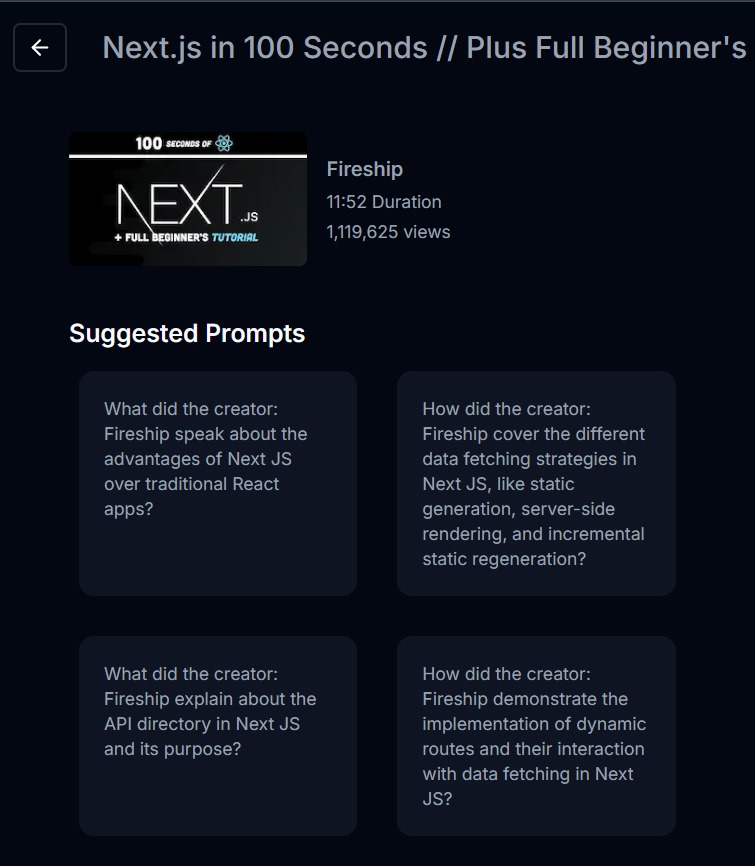 Next.js in 100 Seconds // Plus Full Beginner's
100 SECONDS OF
NEXT.JS
+ FULL BEGINNER'S TUTORIAL
Fireship
11:52 Duration
1,119,625 views
Suggested Prompts
What did the creator:
Fireship speak about the
advantages of Next JS
over traditional React
apps?
How did the creator:
Fireship cover the different
data fetching strategies in
Next JS, like static
generation, server-side
rendering, and incremental
static regeneration?
What did the creator:
Fireship explain about the
API directory in Next JS
and its purpose?
How did the creator:
Fireship demonstrate the
implementation of dynamic
routes and their interaction
with data fetching in Next
JS?